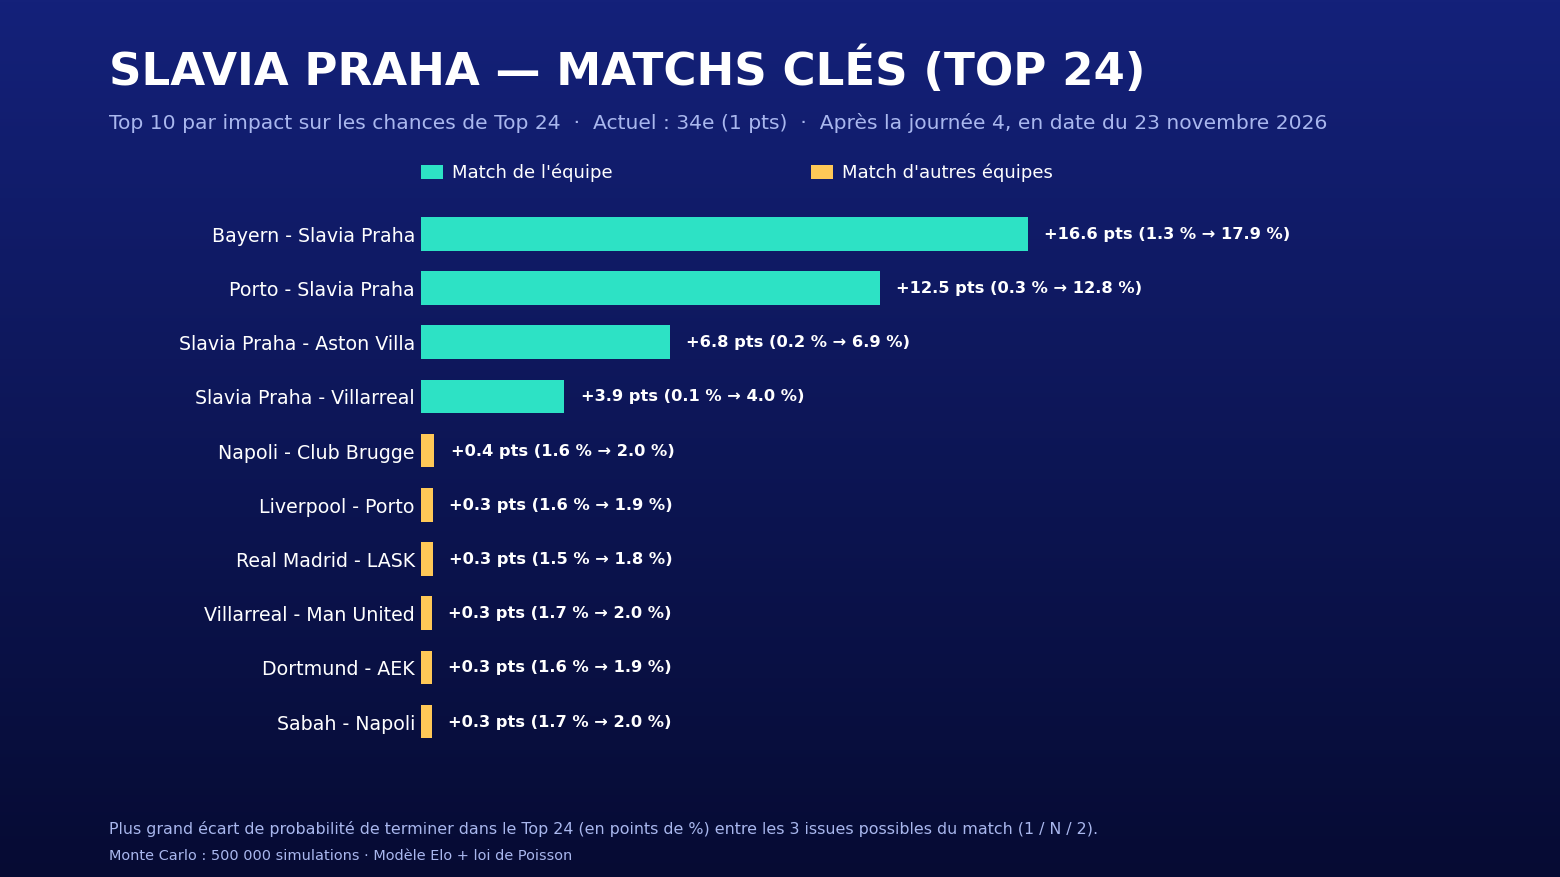 SLAVIA PRAHA — MATCHS CLÉS (TOP 24)
Top 10 par impact sur les chances de Top 24 · Actuel : 34e (1 pts) · Après la journée 4, en date du 23 novembre 2026
Match de l'équipe Match d'autres équipes
Bayern - Slavia Praha +16.6 pts (1.3 % → 17.9 %)
Porto - Slavia Praha +12.5 pts (0.3 % → 12.8 %)
Slavia Praha - Aston Villa +6.8 pts (0.2 % → 6.9 %)
Slavia Praha - Villarreal +3.9 pts (0.1 % → 4.0 %)
Napoli - Club Brugge +0.4 pts (1.6 % → 2.0 %)
Liverpool - Porto +0.3 pts (1.6 % → 1.9 %)
Real Madrid - LASK +0.3 pts (1.5 % → 1.8 %)
Villarreal - Man United +0.3 pts (1.7 % → 2.0 %)
Dortmund - AEK +0.3 pts (1.6 % → 1.9 %)
Sabah - Napoli +0.3 pts (1.7 % → 2.0 %)
Plus grand écart de probabilité de terminer dans le Top 24 (en points de %) entre les 3 issues possibles du match (1 / N / 2).
Monte Carlo : 500 000 simulations · Modèle Elo + loi de Poisson